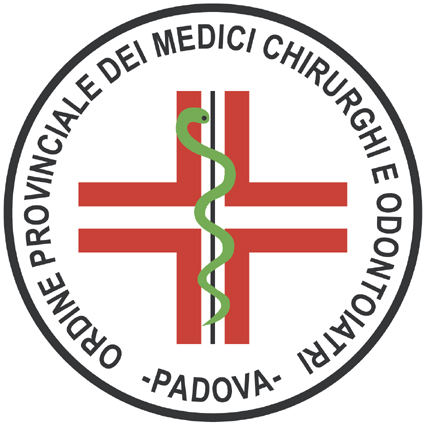 ORDINE PROVINCIALE DEI MEDICI CHIRURGHI E ODONTOIATRI
-PADOVA-